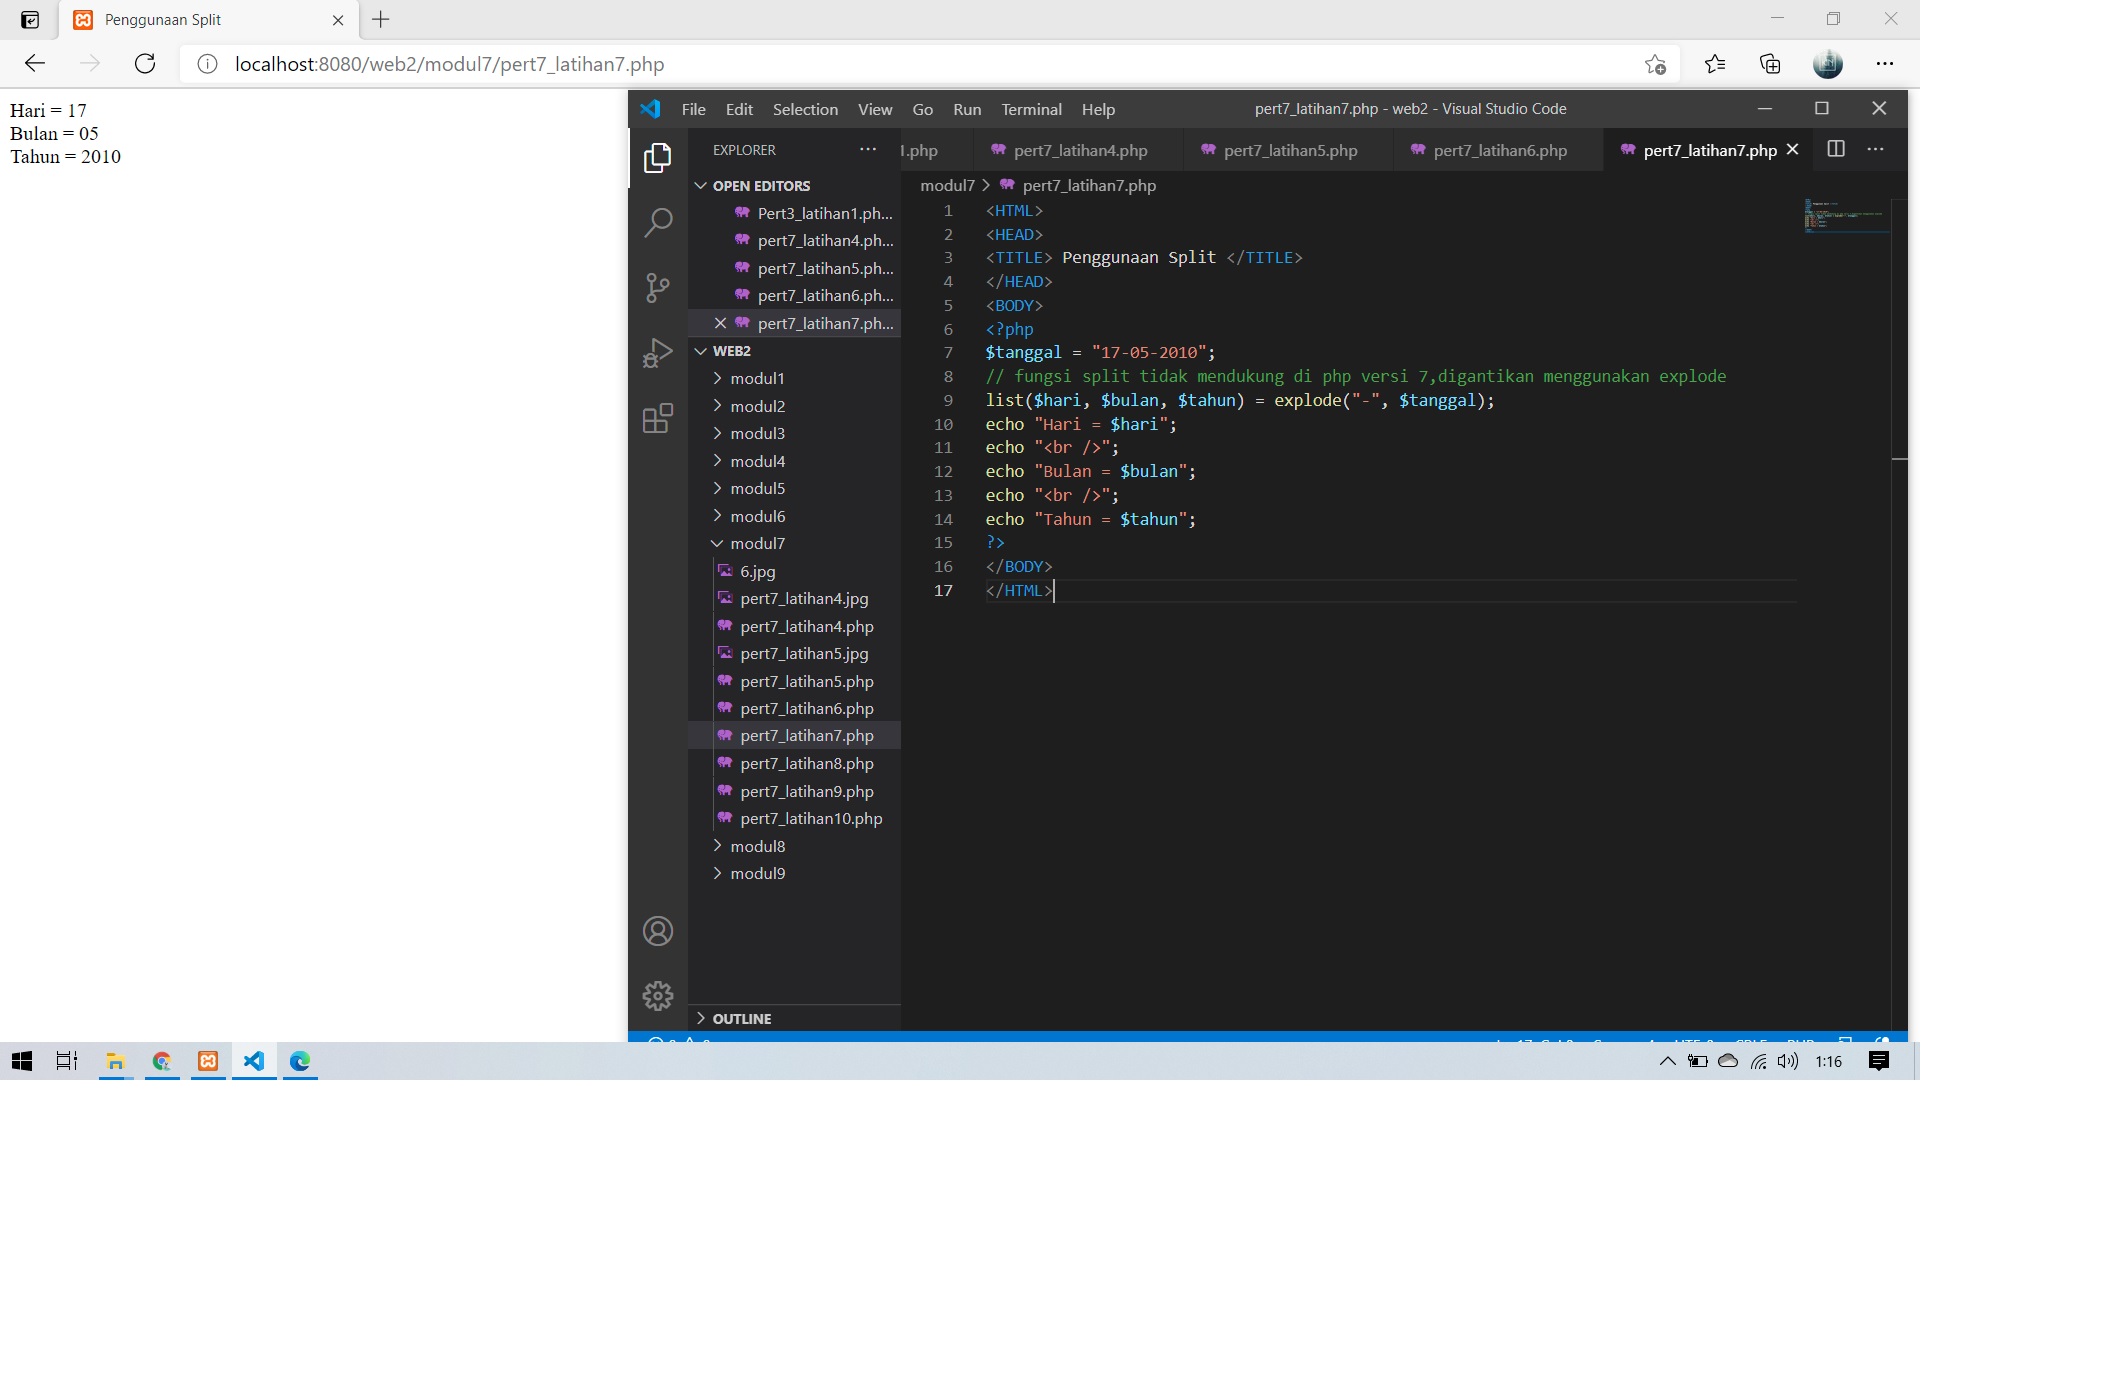 Penggunaan Split
localhost:8080/web2/modul7/pert7_latihan7.php
Hari = 17
Bulan = 05
Tahun = 2010
File Edit Selection View Go Run Terminal Help
pert7_latihan7.php - web2 - Visual Studio Code
EXPLORER
OPEN EDITORS
Pert3_latihan1.ph...
pert7_latihan4.ph...
pert7_latihan5.ph...
pert7_latihan6.ph...
pert7_latihan7.ph...
WEB2
modul1
modul2
modul3
modul4
modul5
modul6
modul7
6.jpg
pert7_latihan4.jpg
pert7_latihan4.php
pert7_latihan5.jpg
pert7_latihan5.php
pert7_latihan6.php
pert7_latihan7.php
pert7_latihan8.php
pert7_latihan9.php
pert7_latihan10.php
modul8
modul9
OUTLINE
1.php pert7_latihan4.php pert7_latihan5.php pert7_latihan6.php pert7_latihan7.php
modul7 > pert7_latihan7.php
1 <HTML>
2 <HEAD>
3 <TITLE> Penggunaan Split </TITLE>
4 </HEAD>
5 <BODY>
6 <?php
7 $tanggal = "17-05-2010";
8 // fungsi split tidak mendukung di php versi 7,digantikan menggunakan explode
9 list($hari, $bulan, $tahun) = explode("-", $tanggal);
10 echo "Hari = $hari";
11 echo "<br />";
12 echo "Bulan = $bulan";
13 echo "<br />";
14 echo "Tahun = $tahun";
15 ?>
16 </BODY>
17 </HTML>
1:16